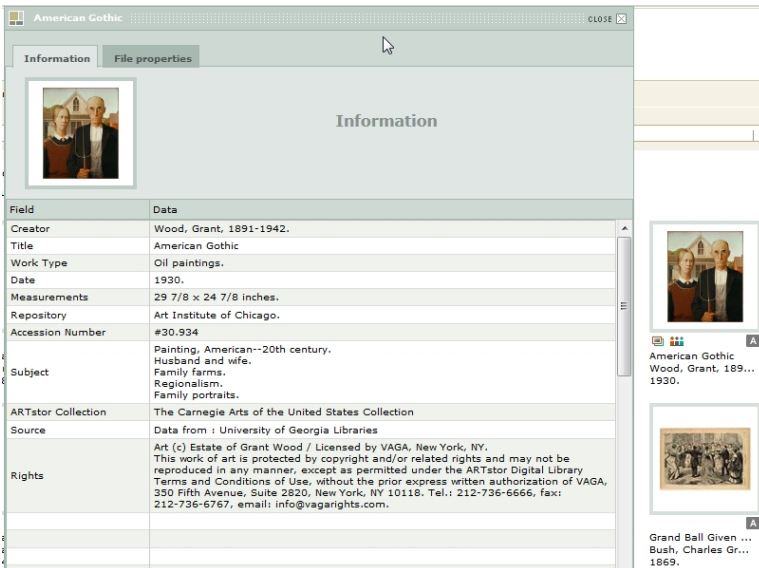 American Gothic
CLOSE
Information
File properties
Information
Field Data
Creator Wood, Grant, 1891-1942.
Title American Gothic
Work Type Oil paintings.
Date 1930.
Measurements 29 7/8 x 24 7/8 inches.
Repository Art Institute of Chicago.
Accession Number #30.934
Subject
Painting, American--20th century.
Husband and wife.
Family farms.
Regionalism.
Family portraits.
ARTstor Collection The Carnegie Arts of the United States Collection
Source Data from : University of Georgia Libraries
Rights
Art (c) Estate of Grant Wood / Licensed by VAGA, New York, NY.
This work of art is protected by copyright and/or related rights and may not be
reproduced in any manner, except as permitted under the ARTstor Digital Library
Terms and Conditions of Use, without the prior express written authorization of VAGA,
350 Fifth Avenue, Suite 2820, New York, NY 10118. Tel.: 212-736-6666, fax:
212-736-6767, email: info@vagarights.com.
A
American Gothic
Wood, Grant, 189...
1930.
A
Grand Ball Given ...
Bush, Charles Gr...
1869.